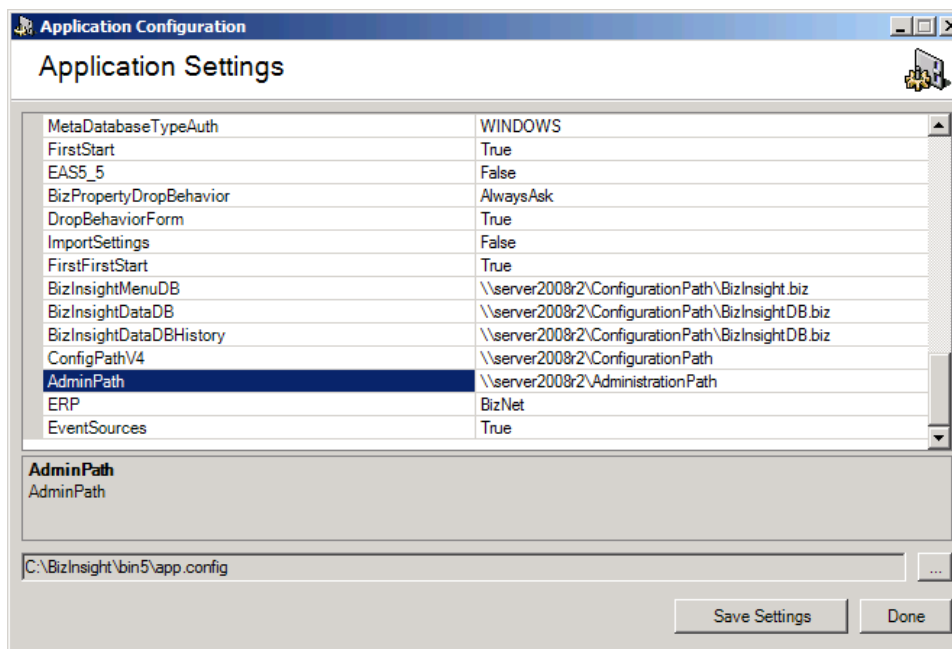 Application Configuration
Application Settings
MetaDatabaseTypeAuth WINDOWS
FirstStart True
EAS5_5 False
BizPropertyDropBehavior AlwaysAsk
DropBehaviorForm True
ImportSettings False
FirstFirstStart True
BizInsightMenuDB \\server2008r2\ConfigurationPath\BizInsight.biz
BizInsightDataDB \\server2008r2\ConfigurationPath\BizInsightDB.biz
BizInsightDataDBHistory \\server2008r2\ConfigurationPath\BizInsightDB.biz
ConfigPathV4 \\server2008r2\ConfigurationPath
AdminPath \\server2008r2\AdministrationPath
ERP BizNet
EventSources True
AdminPath
AdminPath
C:\BizInsight\bin5\app.config ...
Save Settings Done